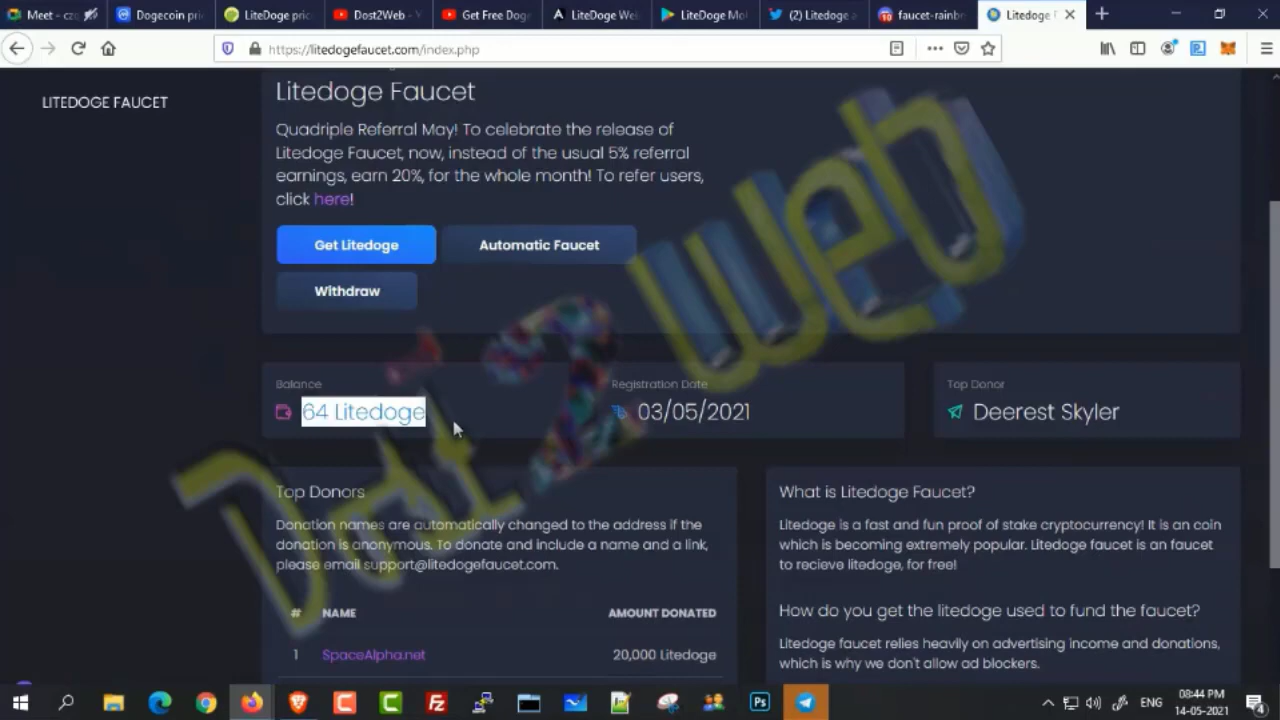 Meet - cz
Dogecoin pri
LiteDoge pric
Dost2Web - Y
Get Free Dog
LiteDoge We
LiteDoge Mo
(2) Litedoge a
faucet-rainb
Litedoge F
https://litedogefaucet.com/index.php
LITEDOGE FAUCET
Litedoge Faucet
Quadriple Referral May! To celebrate the release of
Litedoge Faucet, now, instead of the usual 5% referral
earnings, earn 20%, for the whole month! To refer users,
click here!
Get Litedoge
Automatic Faucet
Withdraw
Balance
64 Litedoge
Registration Date
03/05/2021
Top Donor
Deerest Skyler
Top Donors
Donation names are automatically changed to the address if the
donation is anonymous. To donate and include a name and a link,
please email support@litedogefaucet.com.
# NAME AMOUNT DONATED
1 SpaceAlpha.net 20,000 Litedoge
What is Litedoge Faucet?
Litedoge is a fast and fun proof of stake cryptocurrency! It is an coin
which is becoming extremely popular. Litedoge faucet is an faucet
to recieve litedoge, for free!
How do you get the litedoge used to fund the faucet?
Litedoge faucet relies heavily on advertising income and donations,
which is why we don't allow ad blockers.
Dost2Web
ENG
08:44 PM
14-05-2021